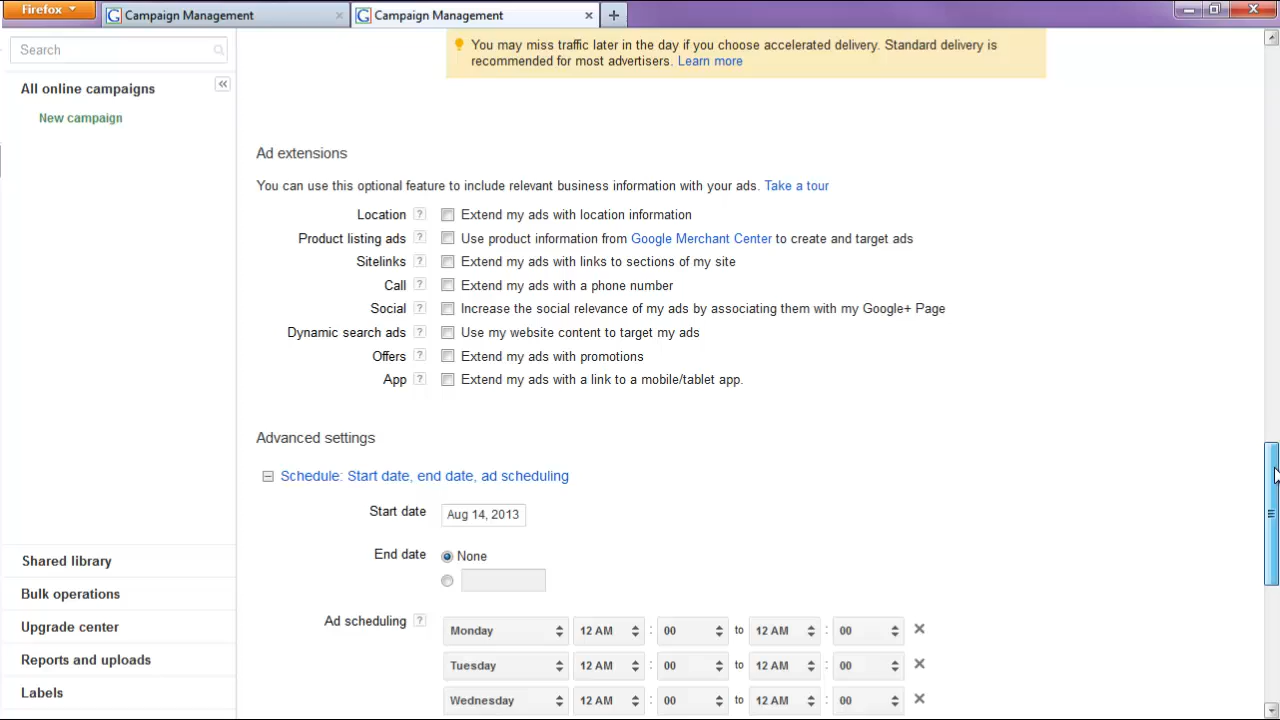 Firefox
Campaign Management
Campaign Management
Search
You may miss traffic later in the day if you choose accelerated delivery. Standard delivery is
recommended for most advertisers. Learn more
All online campaigns
New campaign
Ad extensions
You can use this optional feature to include relevant business information with your ads. Take a tour
Location ? Extend my ads with location information
Product listing ads ? Use product information from Google Merchant Center to create and target ads
Sitelinks ? Extend my ads with links to sections of my site
Call ? Extend my ads with a phone number
Social ? Increase the social relevance of my ads by associating them with my Google+ Page
Dynamic search ads ? Use my website content to target my ads
Offers ? Extend my ads with promotions
App ? Extend my ads with a link to a mobile/tablet app.
Advanced settings
Schedule: Start date, end date, ad scheduling
Start date Aug 14, 2013
End date None
Ad scheduling ?
Monday 12 AM : 00 to 12 AM : 00
Tuesday 12 AM : 00 to 12 AM : 00
Wednesday 12 AM : 00 to 12 AM : 00
Shared library
Bulk operations
Upgrade center
Reports and uploads
Labels